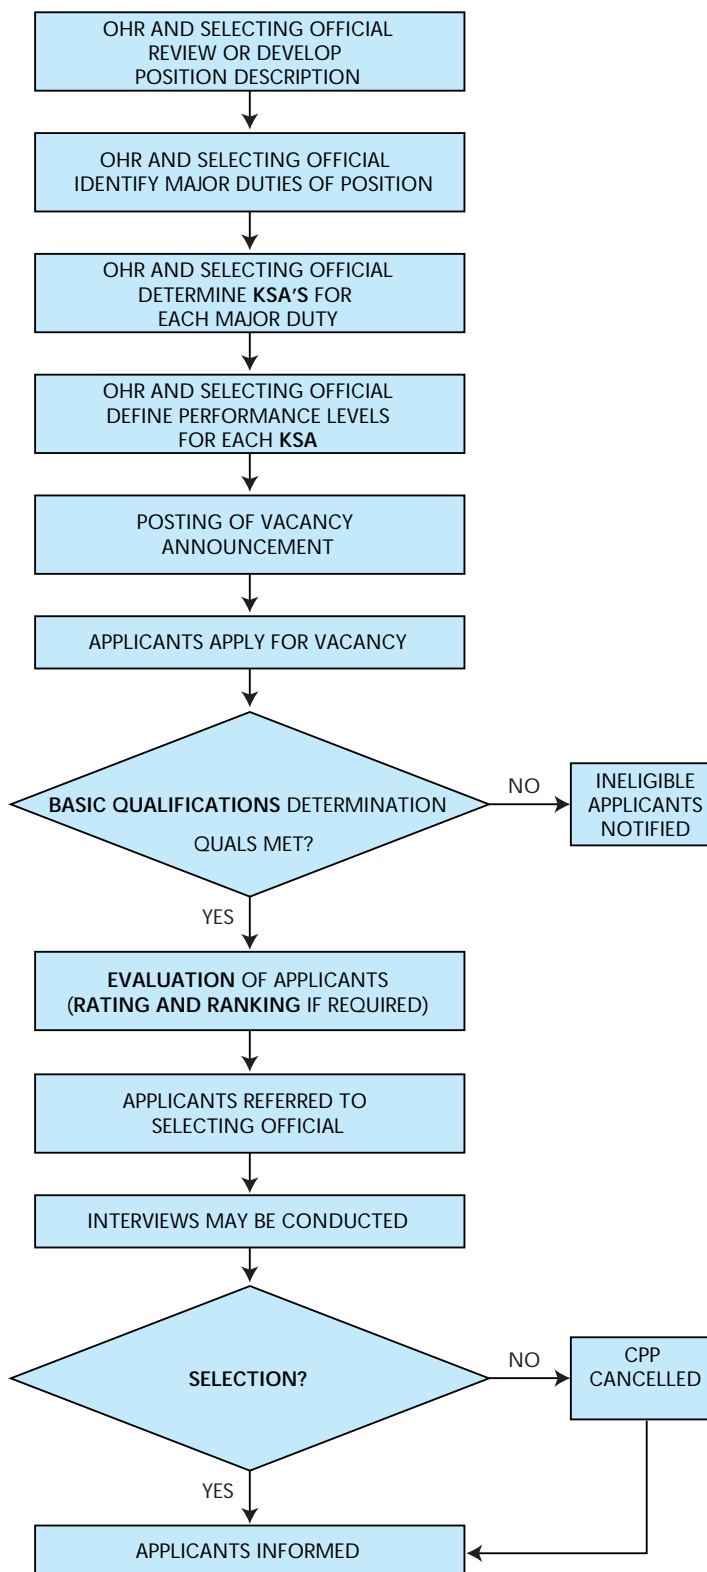 OHR AND SELECTING OFFICIAL
REVIEW OR DEVELOP
POSITION DESCRIPTION
OHR AND SELECTING OFFICIAL
IDENTIFY MAJOR DUTIES OF POSITION
OHR AND SELECTING OFFICIAL
DETERMINE KSA'S FOR
EACH MAJOR DUTY
OHR AND SELECTING OFFICIAL
DEFINE PERFORMANCE LEVELS
FOR EACH KSA
POSTING OF VACANCY
ANNOUNCEMENT
APPLICANTS APPLY FOR VACANCY
BASIC QUALIFICATIONS DETERMINATION
QUALS MET?
NO
INELIGIBLE
APPLICANTS
NOTIFIED
YES
EVALUATION OF APPLICANTS
(RATING AND RANKING IF REQUIRED)
APPLICANTS REFERRED TO
SELECTING OFFICIAL
INTERVIEWS MAY BE CONDUCTED
SELECTION?
NO
CPP
CANCELLED
YES
APPLICANTS INFORMED